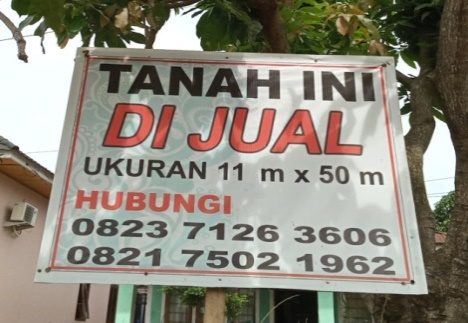 TANAH INI
DI JUAL
UKURAN 11 m x 50 m
HUBUNGI
0823 7126 3606
0821 7502 1962